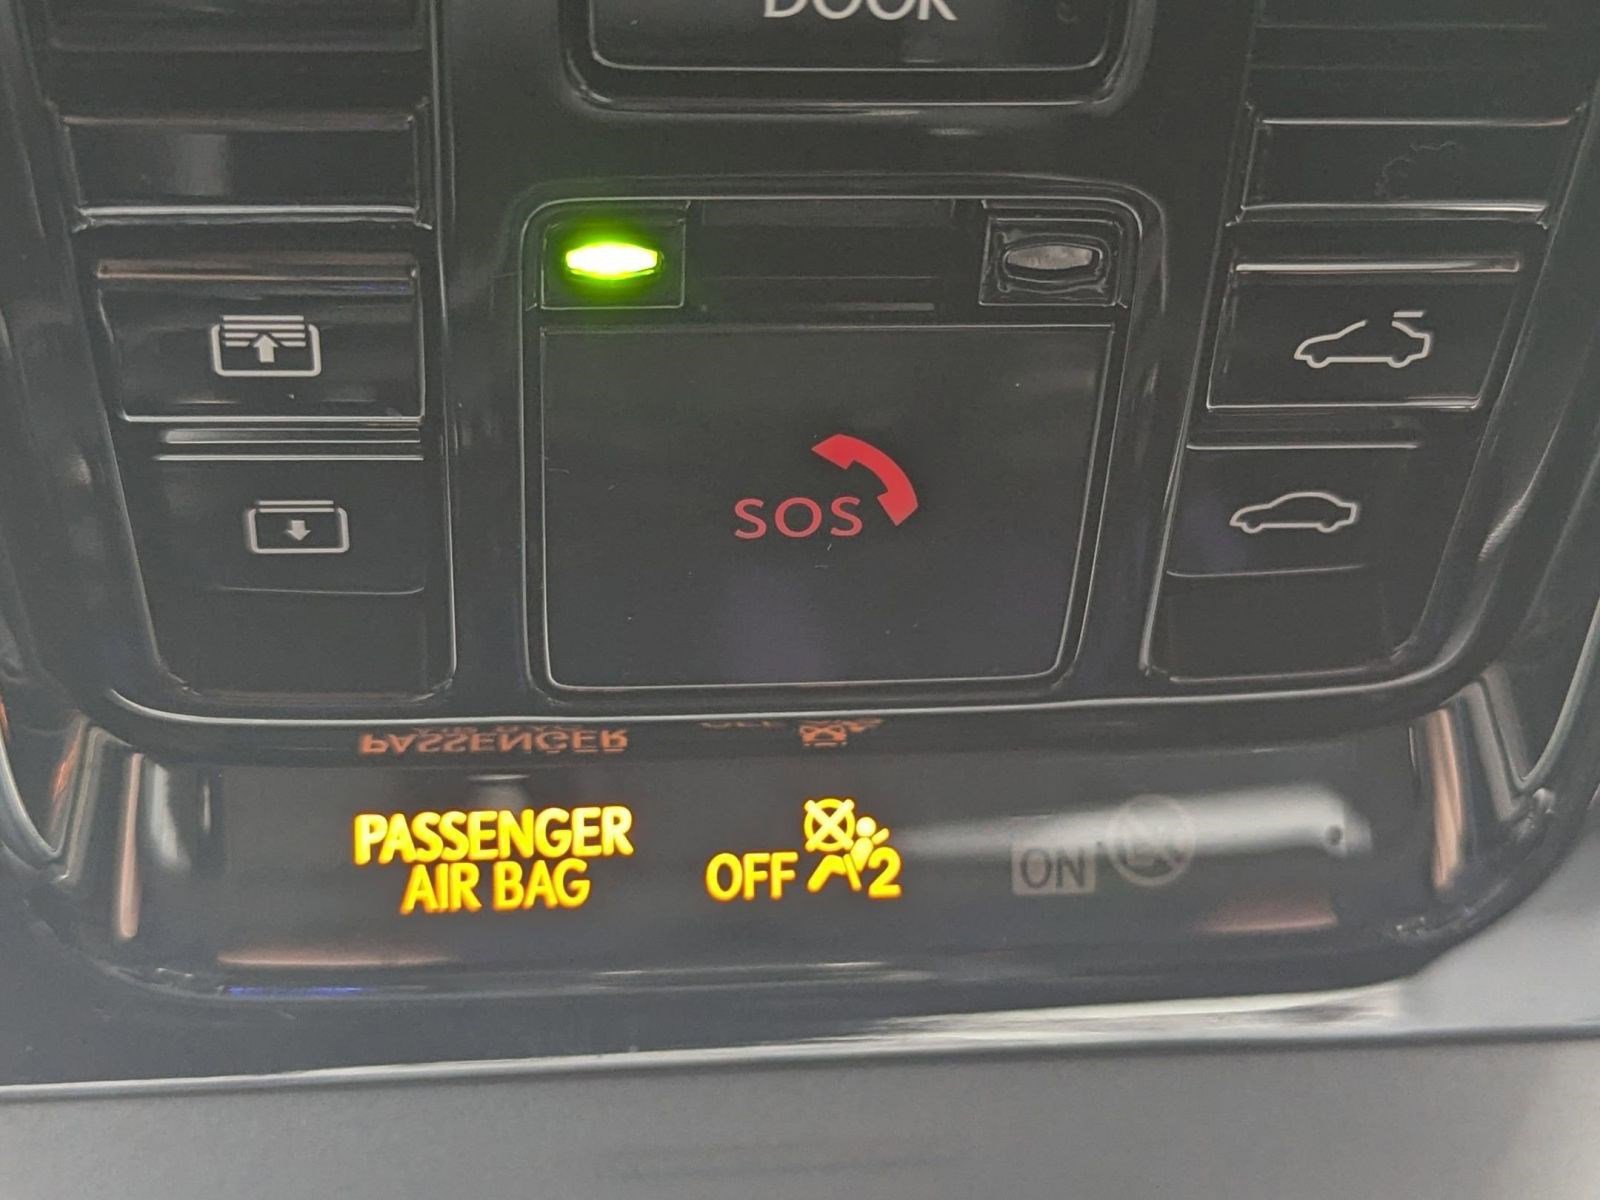 DOOR
SOS
PASSENGER
AIR BAG
OFF 2
ON